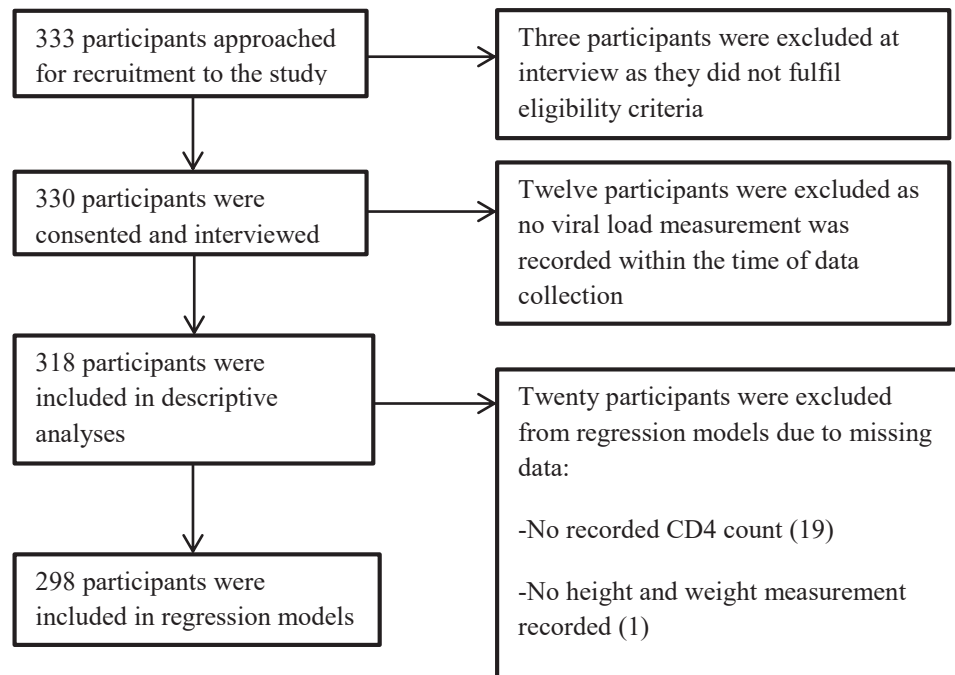 333 participants approached
for recruitment to the study
Three participants were excluded at
interview as they did not fulfil
eligibility criteria
330 participants were
consented and interviewed
Twelve participants were excluded as
no viral load measurement was
recorded within the time of data
collection
318 participants were
included in descriptive
analyses
Twenty participants were excluded
from regression models due to missing
data:
-No recorded CD4 count (19)
-No height and weight measurement
recorded (1)
298 participants were
included in regression models